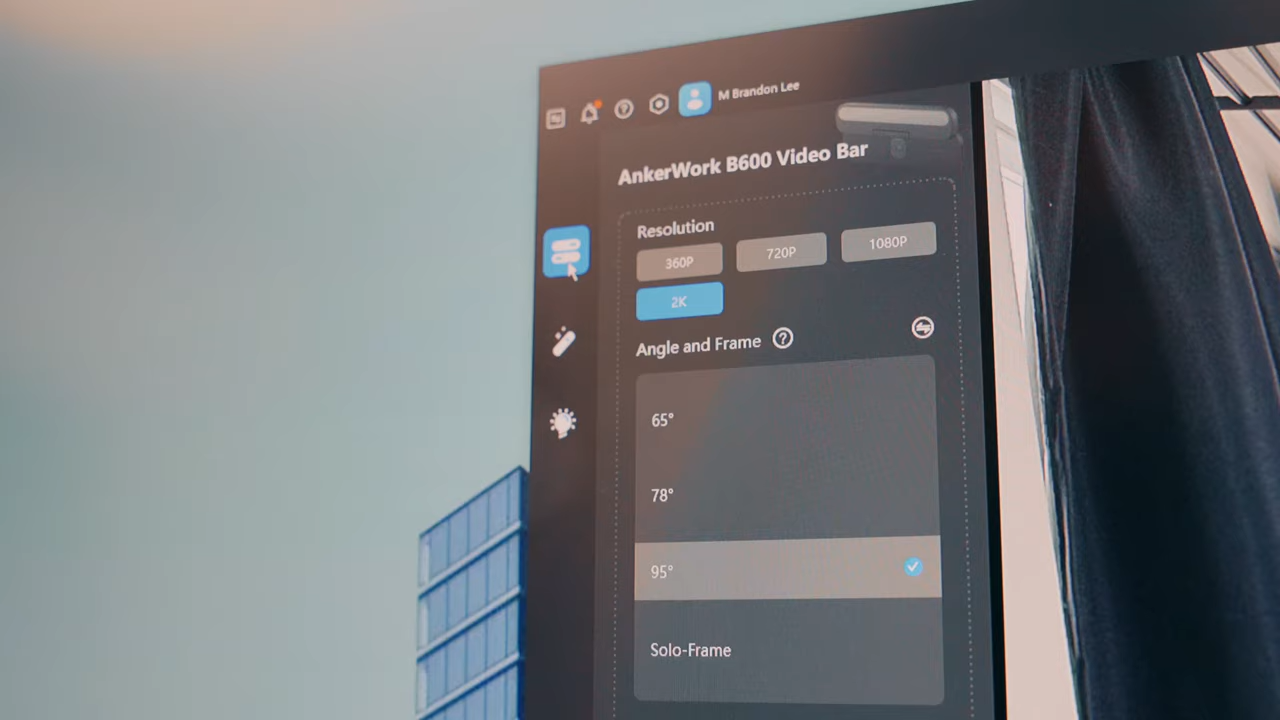 M Brandon Lee
AnkerWork B600 Video Bar
Resolution
360P
720P
1080P
2K
Angle and Frame
65°
78°
95°
Solo-Frame